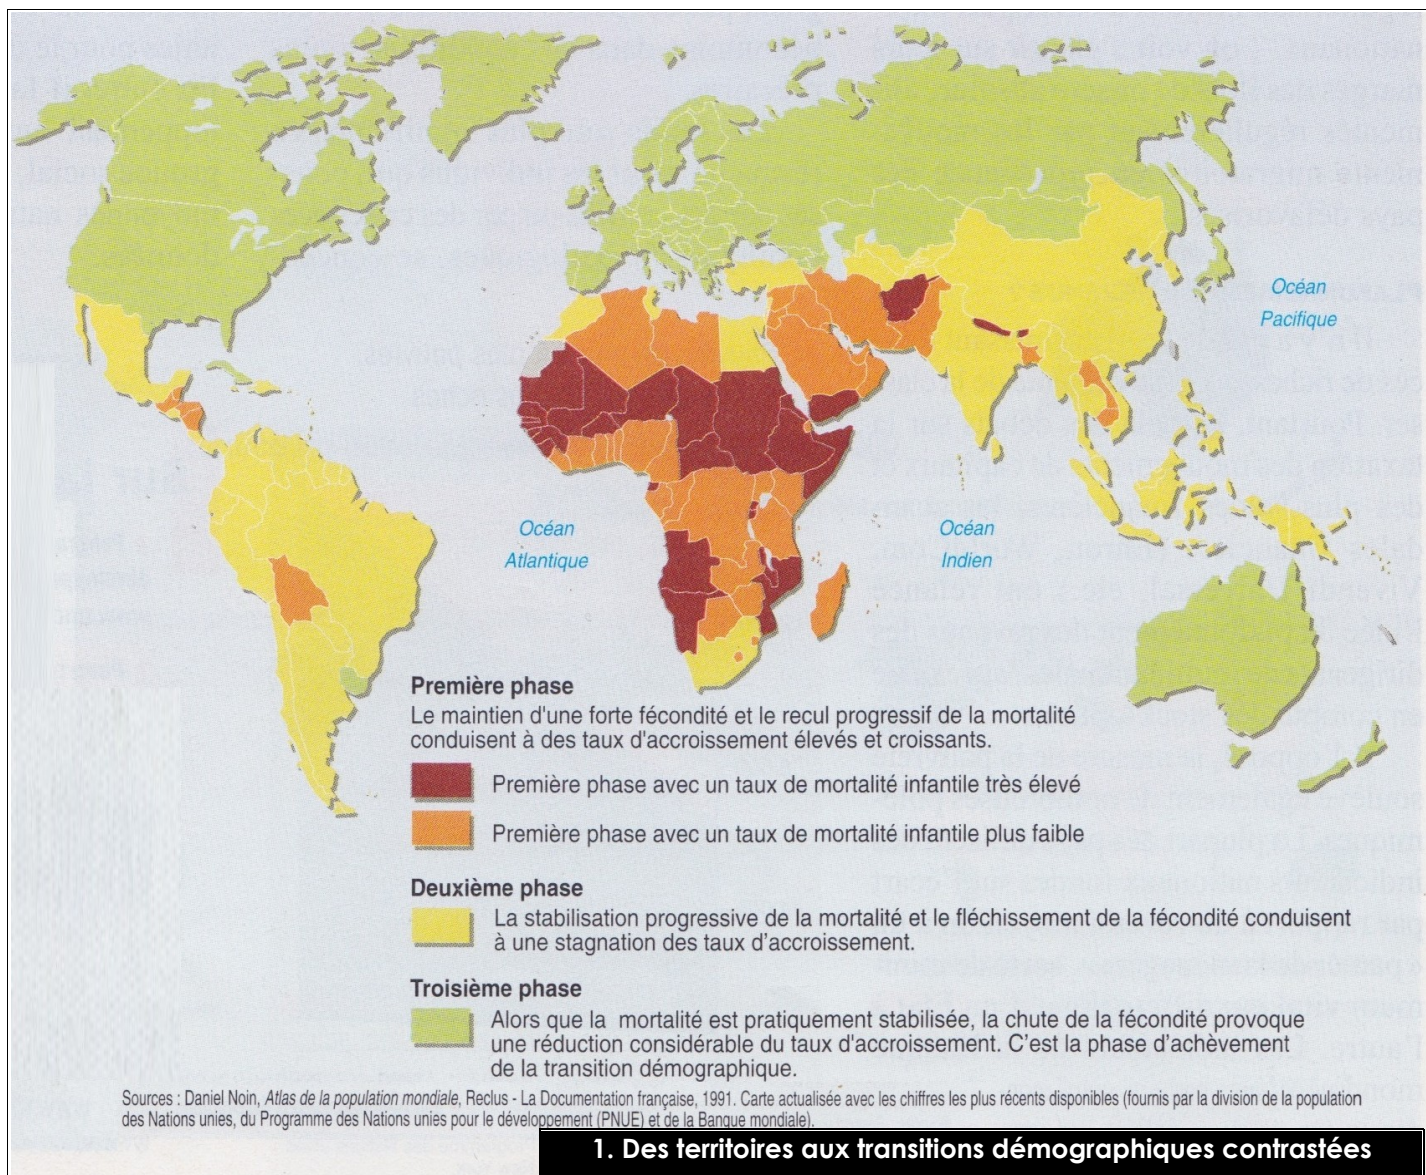 Océan
Pacifique
Océan
Atlantique
Océan
Indien
Première phase
Le maintien d'une forte fécondité et le recul progressif de la mortalité
conduisent à des taux d'accroissement élevés et croissants.
Première phase avec un taux de mortalité infantile très élevé
Première phase avec un taux de mortalité infantile plus faible
Deuxième phase
La stabilisation progressive de la mortalité et le fléchissement de la fécondité conduisent
à une stagnation des taux d'accroissement.
Troisième phase
Alors que la mortalité est pratiquement stabilisée, la chute de la fécondité provoque
une réduction considérable du taux d'accroissement. C'est la phase d'achèvement
de la transition démographique.
Sources : Daniel Noin, Atlas de la population mondiale, Reclus - La Documentation française, 1991. Carte actualisée avec les chiffres les plus récents disponibles (fournis par la division de la population
des Nations unies, du Programme des Nations unies pour le développement (PNUE) et de la Banque mondiale).
1. Des territoires aux transitions démographiques contrastées